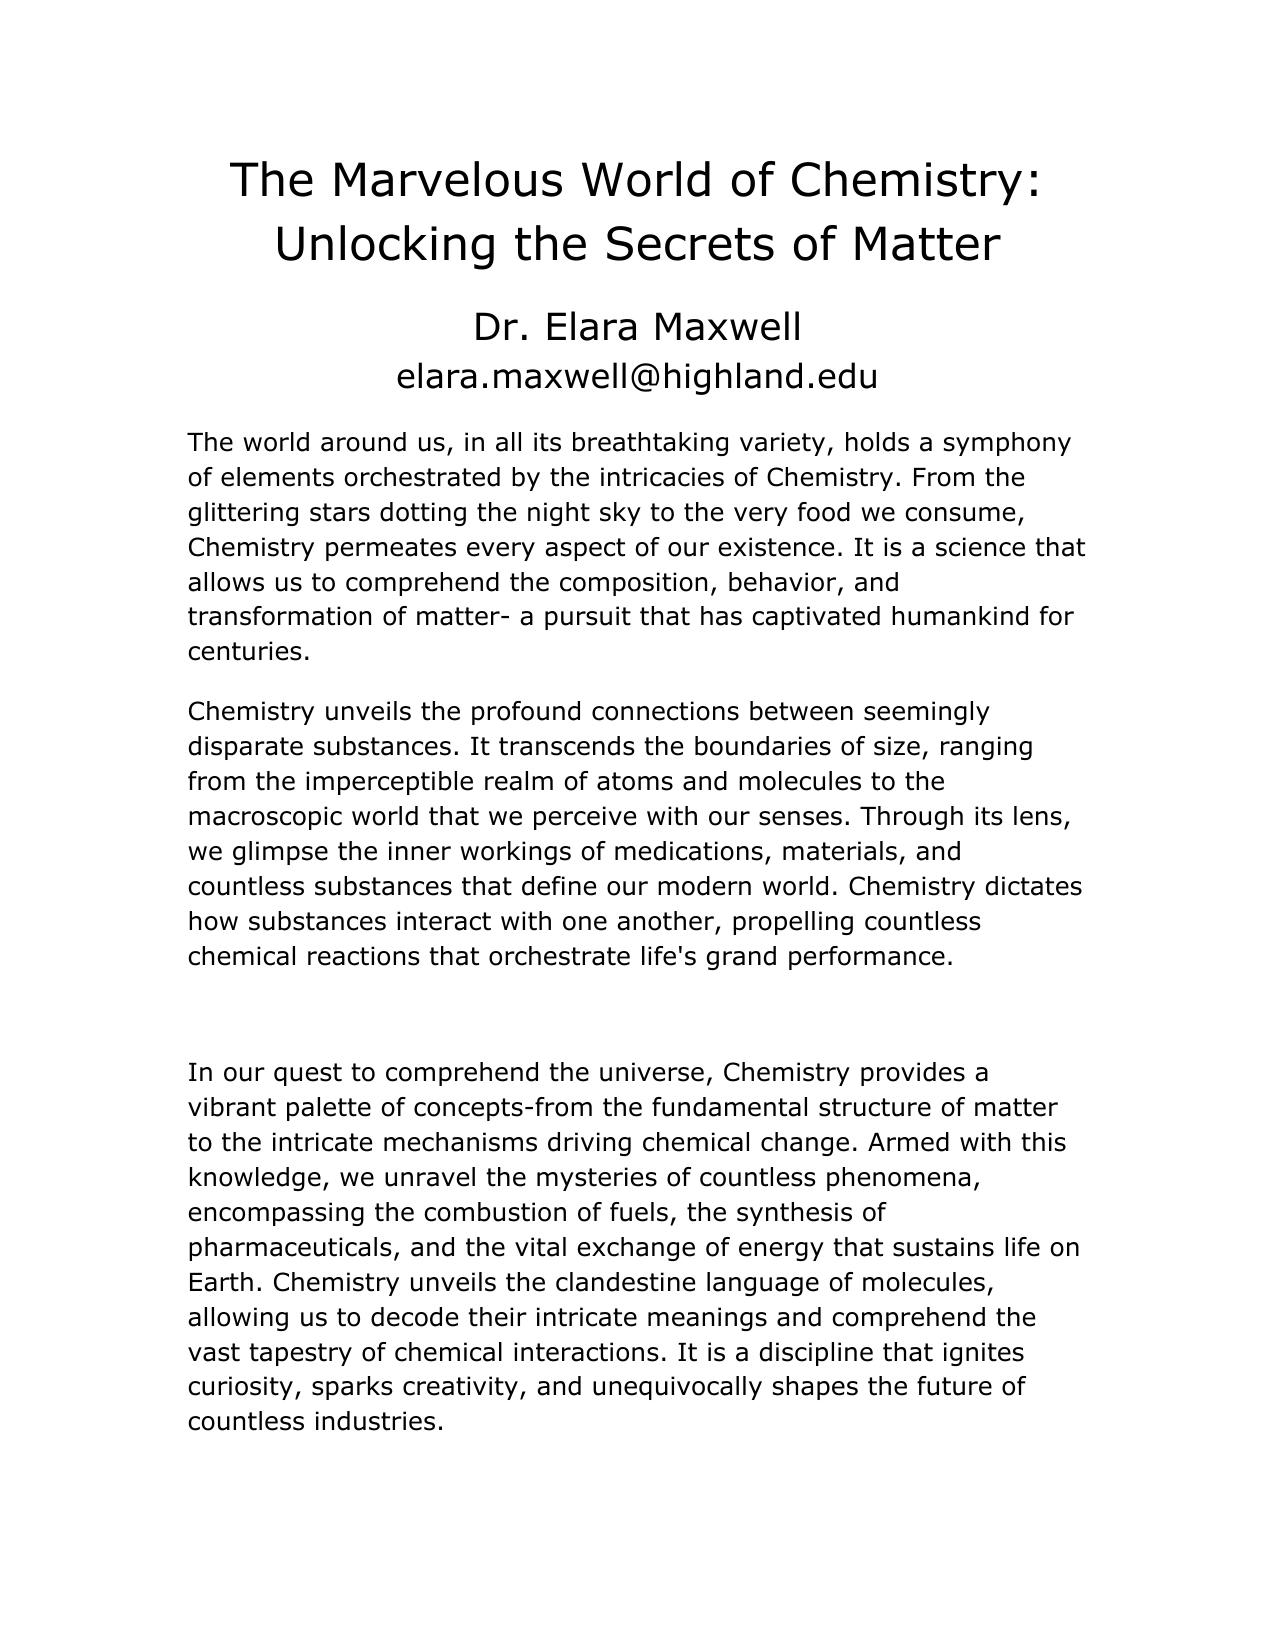 The Marvelous World of Chemistry:
Unlocking the Secrets of Matter
Dr. Elara Maxwell
elara.maxwell@highland.edu
The world around us, in all its breathtaking variety, holds a symphony
of elements orchestrated by the intricacies of Chemistry. From the
glittering stars dotting the night sky to the very food we consume,
Chemistry permeates every aspect of our existence. It is a science that
allows us to comprehend the composition, behavior, and
transformation of matter- a pursuit that has captivated humankind for
centuries.
Chemistry unveils the profound connections between seemingly
disparate substances. It transcends the boundaries of size, ranging
from the imperceptible realm of atoms and molecules to the
macroscopic world that we perceive with our senses. Through its lens,
we glimpse the inner workings of medications, materials, and
countless substances that define our modern world. Chemistry dictates
how substances interact with one another, propelling countless
chemical reactions that orchestrate life's grand performance.
In our quest to comprehend the universe, Chemistry provides a
vibrant palette of concepts-from the fundamental structure of matter
to the intricate mechanisms driving chemical change. Armed with this
knowledge, we unravel the mysteries of countless phenomena,
encompassing the combustion of fuels, the synthesis of
pharmaceuticals, and the vital exchange of energy that sustains life on
Earth. Chemistry unveils the clandestine language of molecules,
allowing us to decode their intricate meanings and comprehend the
vast tapestry of chemical interactions. It is a discipline that ignites
curiosity, sparks creativity, and unequivocally shapes the future of
countless industries.